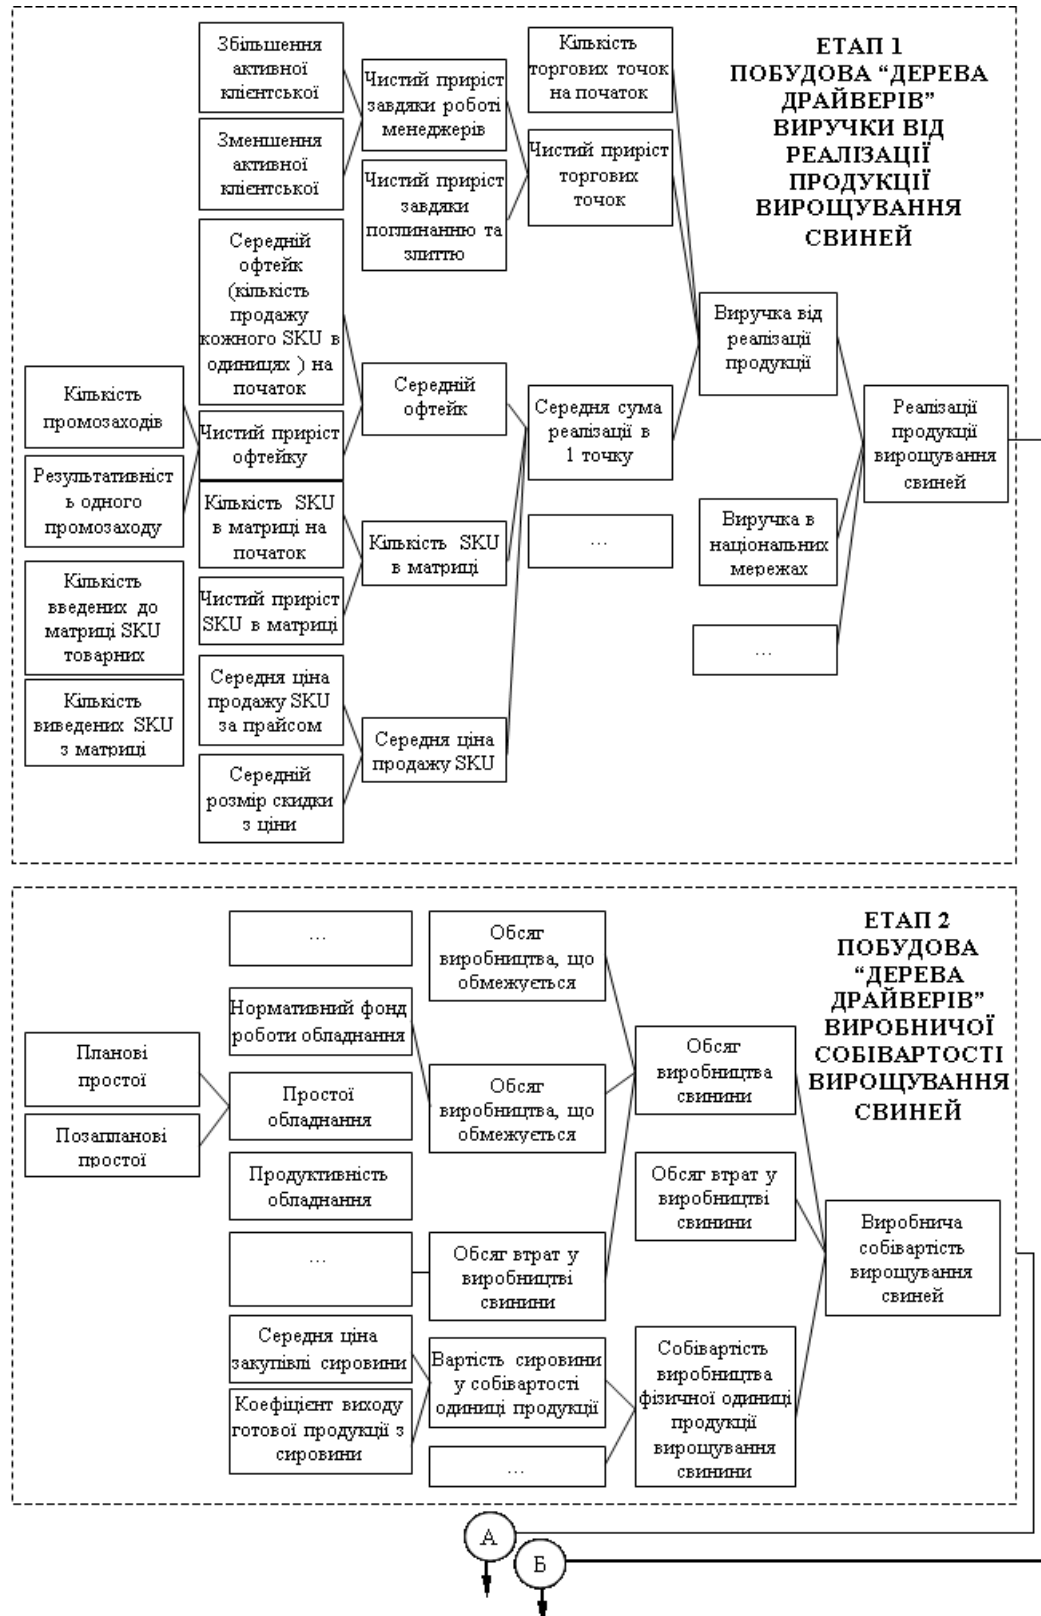 ЕТАП 1
ПОБУДОВА “ДЕРЕВА
ДРАЙВЕРІВ”
ВИРУЧКИ ВІД
РЕАЛІЗАЦІЇ
ПРОДУКЦІЇ
ВИРОЩУВАННЯ
СВИНЕЙ
Збільшення
активної
клієнтської
Зменшення
активної
клієнтської
Чистий приріст
завдяки роботі
менеджерів
Чистий приріст
завдяки
поглинанню та
злиттю
Кількість
торгових точок
на початок
Чистий приріст
торгових
точок
Середній
офтейк
(кількість
продажу
кожного SKU в
одиницях ) на
початок
Кількість
промозаходів
Результативніст
ь одного
промозаходу
Чистий приріст
офтейку
Середній
офтейк
Кількість SKU
в матриці на
початок
Чистий приріст
SKU в матриці
Кількість SKU
в матриці
Кількість
введених до
матриці SKU
товарних
Кількість
виведених SKU
з матриці
Середня ціна
продажу SKU
за прайсом
Середній
розмір скидки
з ціни
Середня ціна
продажу SKU
Середня сума
реалізації в
1 точку
...
Виручка від
реалізації
продукції
Виручка в
національних
мережах
...
Реалізації
продукції
вирощування
свиней
ЕТАП 2
ПОБУДОВА
“ДЕРЕВА
ДРАЙВЕРІВ”
ВИРОБНИЧОЇ
СОБІВАРТОСТІ
ВИРОЩУВАННЯ
СВИНЕЙ
...
Нормативний фонд
роботи обладнання
Планові
простої
Позапланові
простої
Простої
обладнання
Продуктивність
обладнання
...
Середня ціна
закупівлі сировини
Коефіцієнт виходу
готової продукції з
сировини
Обсяг
виробництва, що
обмежується
Обсяг
виробництва, що
обмежується
Обсяг втрат у
виробництві
свинини
Вартість сировини
у собівартості
одиниці продукції
...
Обсяг
виробництва
свинини
Обсяг втрат у
виробництві
свинини
Собівартість
виробництва
фізичної одиниці
продукції
вирощування
свинини
Виробнича
собівартість
вирощування
свиней
А
Б